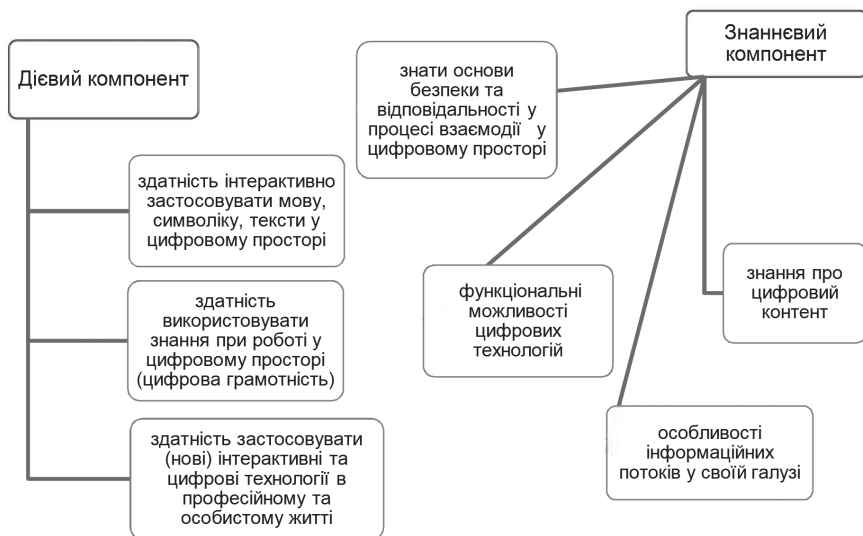 Дієвий компонент
здатність інтерактивно
застосовувати мову,
символіку, тексти у
цифровому просторі
здатність
використовувати
знання при роботі у
цифровому просторі
(цифрова грамотність)
здатність застосовувати
(нові) інтерактивні та
цифрові технології в
професійному та
особистому житті
Знаннєвий
компонент
знати основи
безпеки та
відповідальності у
процесі взаємодії у
цифровому просторі
функціональні
можливості
цифрових
технологій
знання про
цифровий
контент
особливості
інформаційних
потоків у своїй галузі